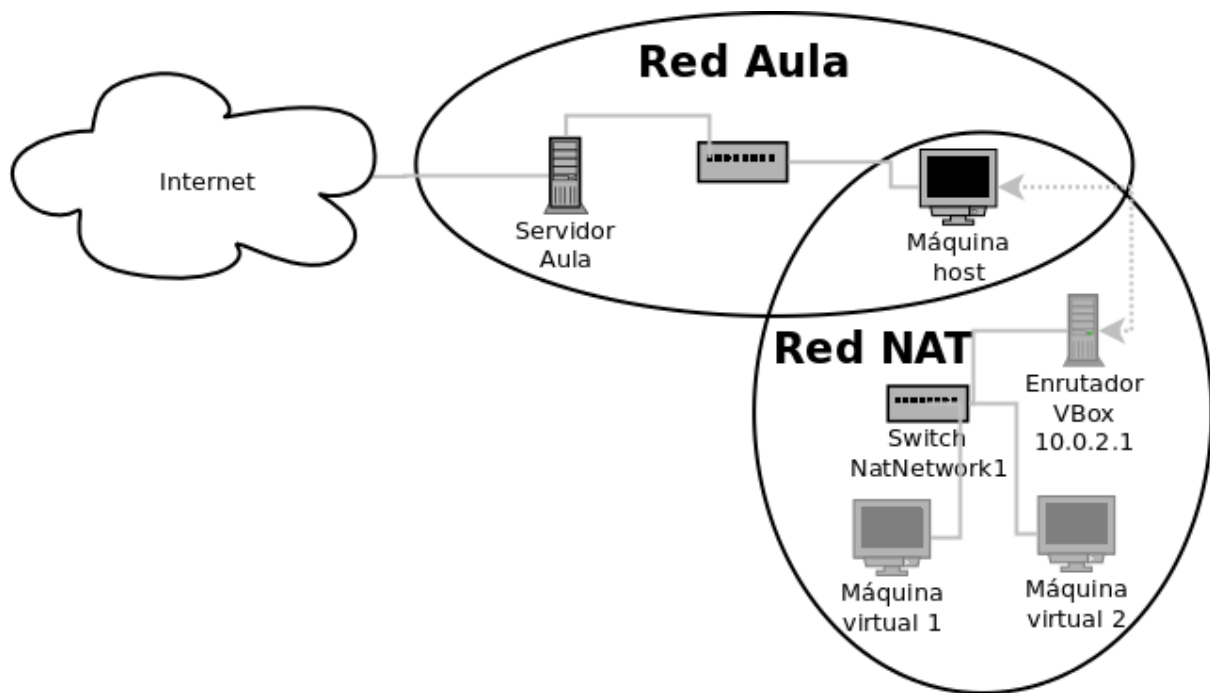 Red Aula
Internet
Servidor
Aula
Máquina
host
Red NAT
Enrutador
VBox
10.0.2.1
Switch
NatNetwork1
Máquina
virtual 1
Máquina
virtual 2